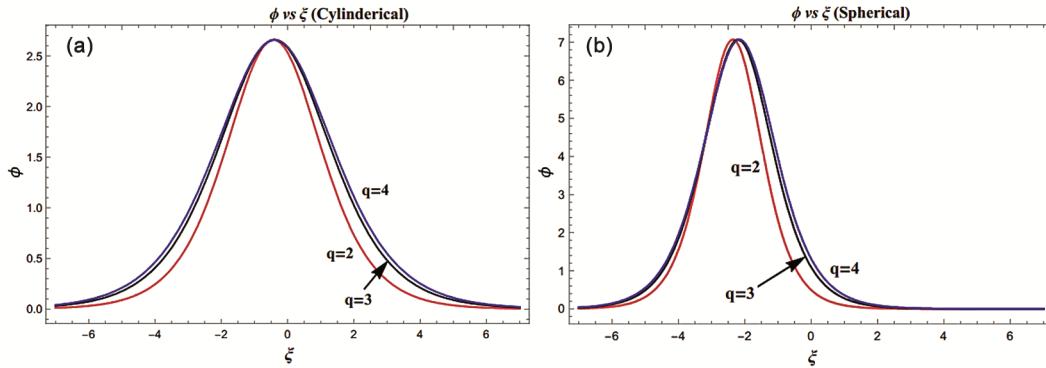 ϕ vs ξ (Cylinderical)
(a)
2.5
2.0
1.5
1.0
0.5
0.0
ϕ
q=4
q=2
q=3
−6 −4 −2 0 2 4 6
ξ
ϕ vs ξ (Spherical)
(b)
7
6
5
4
3
2
1
0
ϕ
q=2
q=4
q=3
−6 −4 −2 0 2 4 6
ξ